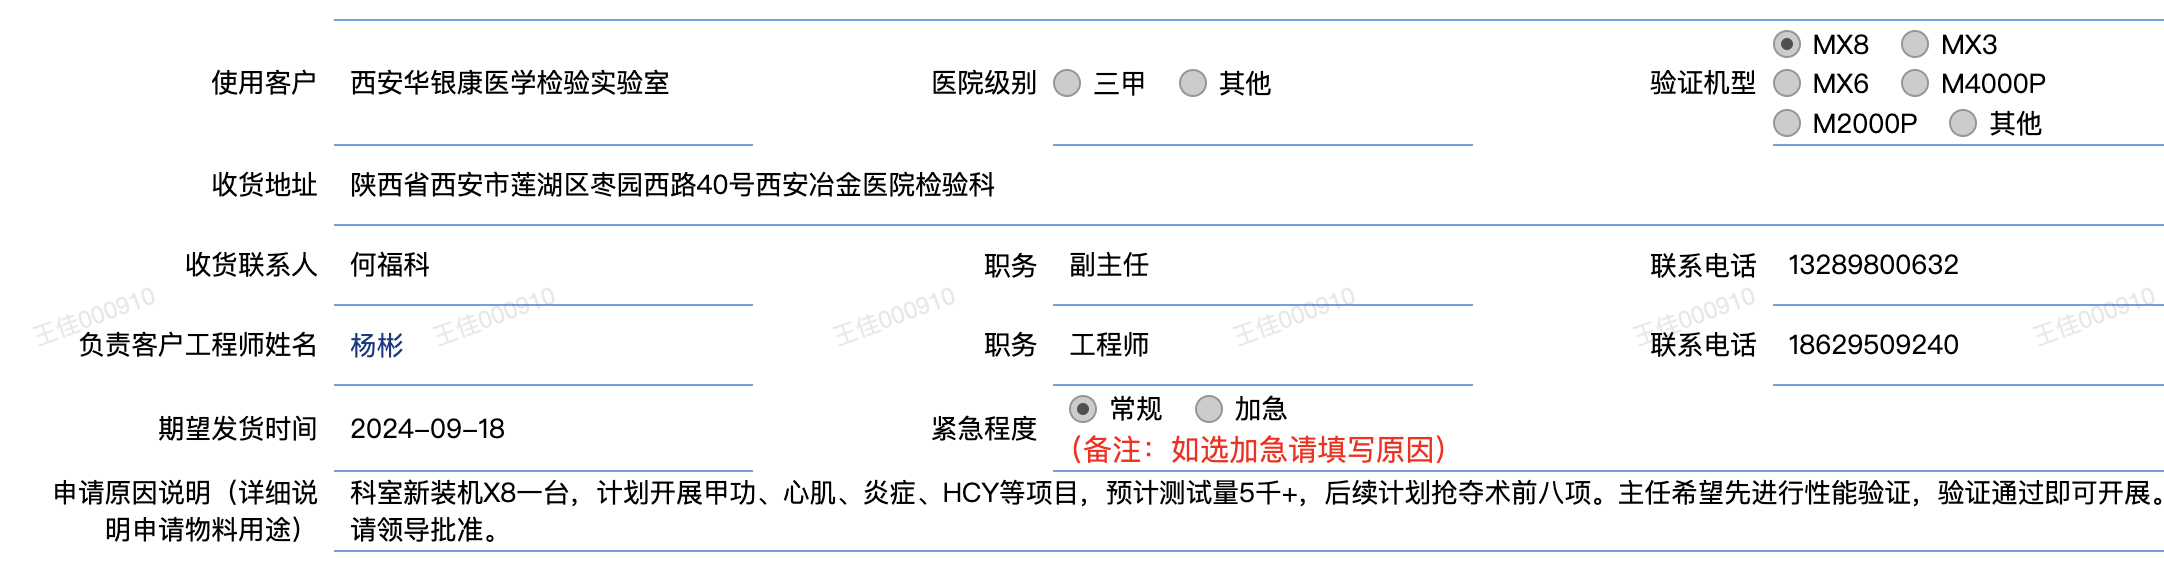 使用客户 西安华银康医学检验实验室 医院级别 三甲 其他 验证机型 MX8 MX3
MX6 M4000P
M2000P 其他
收货地址 陕西省西安市莲湖区枣园西路40号西安冶金医院检验科
收货联系人 何福科 职务 副主任 联系电话 13289800632
王佳000910 王佳000910 王佳000910 王佳000910 王佳000910 王佳000910
负责客户工程师姓名 杨彬 职务 工程师 联系电话 18629509240
期望发货时间 2024-09-18 紧急程度 常规 加急
（备注：如选加急请填写原因）
申请原因说明（详细说 科室新装机X8一台，计划开展甲功、心肌、炎症、HCY等项目，预计测试量5千+，后续计划抢夺术前八项。主任希望先进行性能验证，验证通过即可开展。
明申请物料用途） 请领导批准。